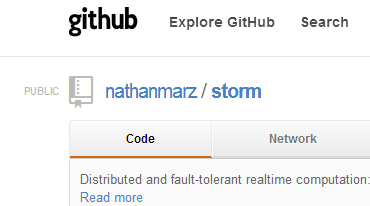 github Explore GitHub Search
PUBLIC nathanmarz / storm
Code Network
Distributed and fault-tolerant realtime computation:
Read more